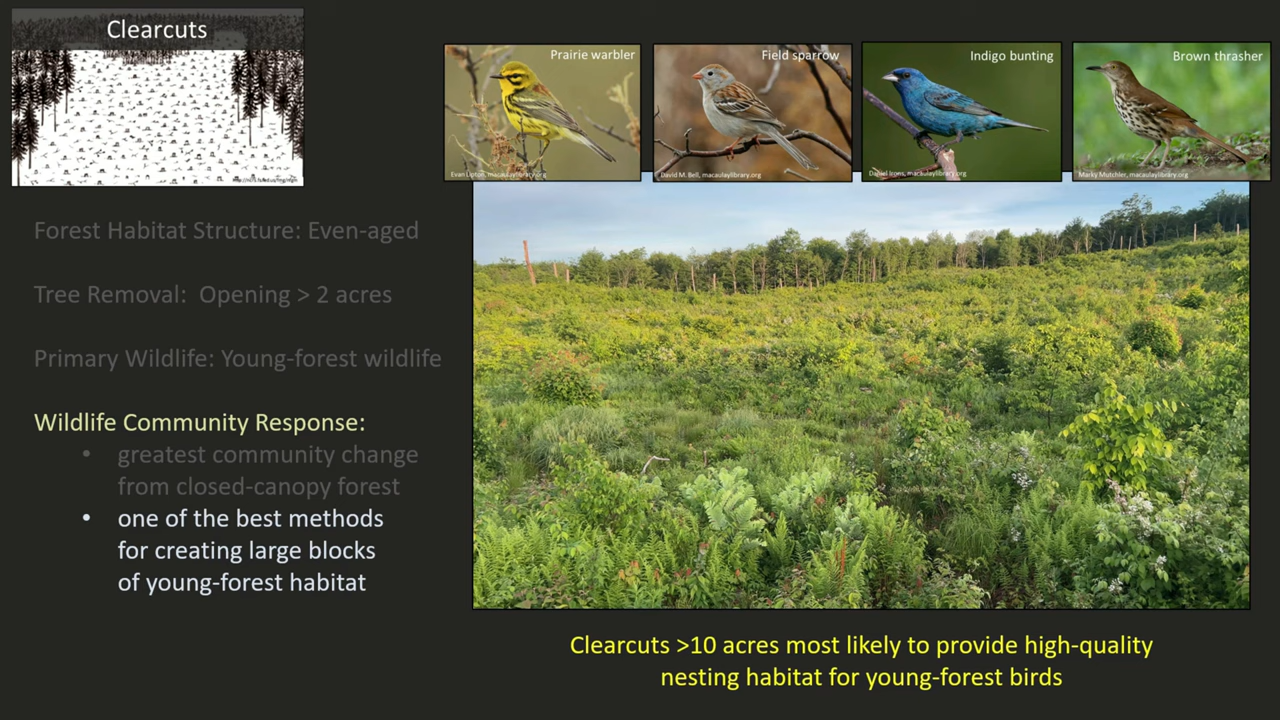 Clearcuts
Prairie warbler
Field sparrow
Indigo bunting
Brown thrasher
Evan Lipton, macaulaylibrary.org
David M. Bell, macaulaylibrary.org
Daniel Irons, macaulaylibrary.org
Marky Mutchler, macaulaylibrary.org
Forest Habitat Structure: Even-aged
Tree Removal: Opening > 2 acres
Primary Wildlife: Young-forest wildlife
Wildlife Community Response:
• greatest community change
from closed-canopy forest
• one of the best methods
for creating large blocks
of young-forest habitat
Clearcuts >10 acres most likely to provide high-quality
nesting habitat for young-forest birds